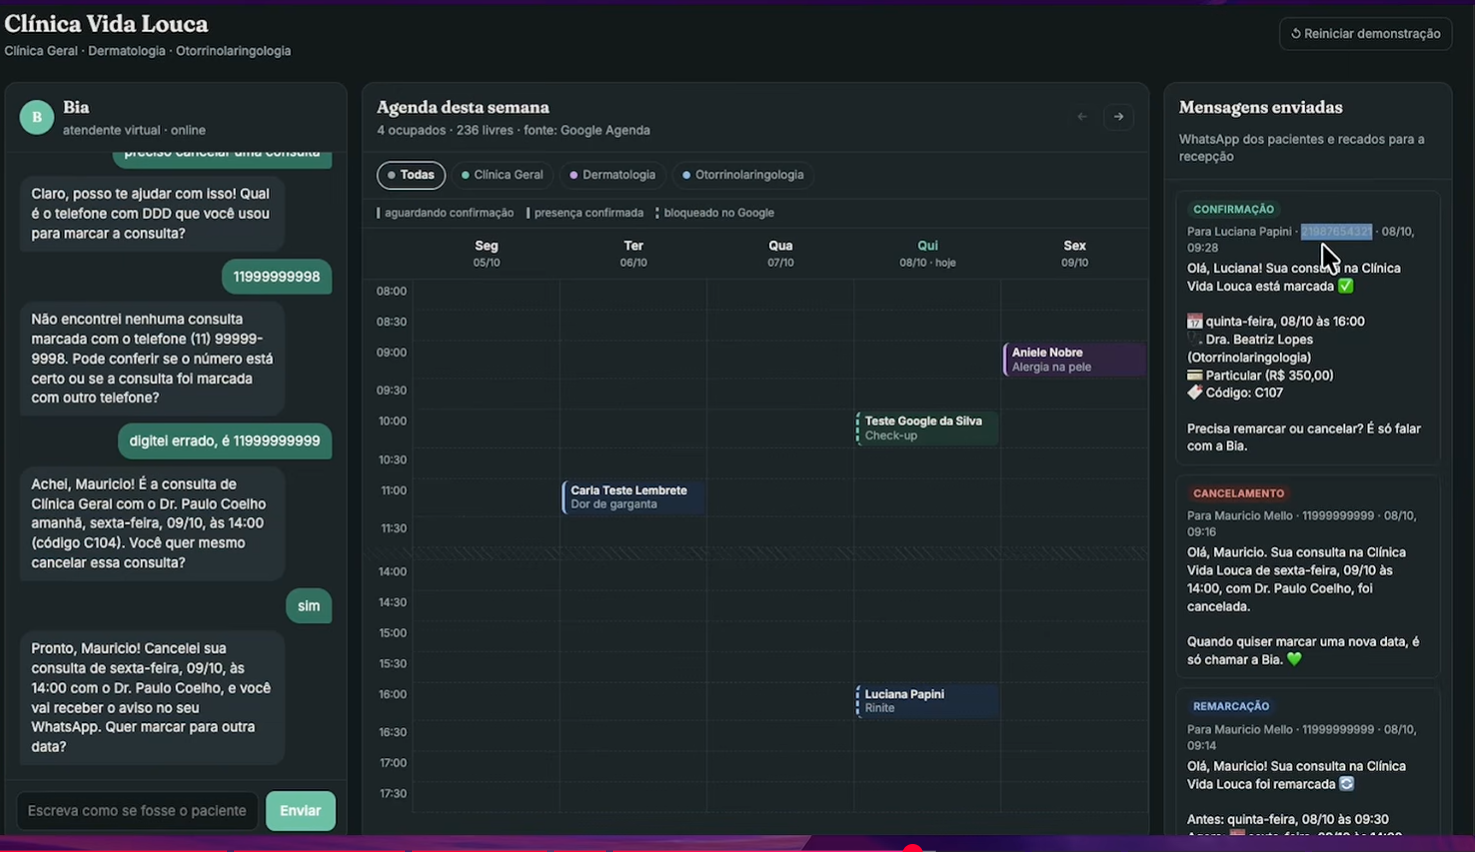 Clínica Vida Louca
Clínica Geral · Dermatologia · Otorrinolaringologia
Reiniciar demonstração
B
Bia
atendente virtual · online
preciso cancelar uma consulta
Claro, posso te ajudar com isso! Qual
é o telefone com DDD que você usou
para marcar a consulta?
11999999998
Não encontrei nenhuma consulta
marcada com o telefone (11) 99999-
9998. Pode conferir se o número está
certo ou se a consulta foi marcada
com outro telefone?
digitei errado, é 11999999999
Achei, Mauricio! É a consulta de
Clínica Geral com o Dr. Paulo Coelho
amanhã, sexta-feira, 09/10, às 14:00
(código C104). Você quer mesmo
cancelar essa consulta?
sim
Pronto, Mauricio! Cancelei sua
consulta de sexta-feira, 09/10, às
14:00 com o Dr. Paulo Coelho, e você
vai receber o aviso no seu
WhatsApp. Quer marcar para outra
data?
Escreva como se fosse o paciente
Enviar
Agenda desta semana
4 ocupados · 236 livres · fonte: Google Agenda
← →
Todas
Clínica Geral
Dermatologia
Otorrinolaringologia
aguardando confirmação
presença confirmada
bloqueado no Google
Seg
05/10
Ter
06/10
Qua
07/10
Qui
08/10 · hoje
Sex
09/10
08:00
08:30
09:00
Aniele Nobre
Alergia na pele
09:30
10:00
Teste Google da Silva
Check-up
10:30
11:00
Carla Teste Lembrete
Dor de garganta
11:30
14:00
14:30
15:00
15:30
16:00
Luciana Papini
Rinite
16:30
17:00
17:30
Mensagens enviadas
WhatsApp dos pacientes e recados para a
recepção
CONFIRMAÇÃO
Para Luciana Papini · 21987654321 · 08/10,
09:28
Olá, Luciana! Sua consulta na Clínica
Vida Louca está marcada ✅
📅 quinta-feira, 08/10 às 16:00
🩺 Dra. Beatriz Lopes
(Otorrinolaringologia)
💳 Particular (R$ 350,00)
🔖 Código: C107
Precisa remarcar ou cancelar? É só falar
com a Bia.
CANCELAMENTO
Para Mauricio Mello · 11999999999 · 08/10,
09:16
Olá, Mauricio. Sua consulta na Clínica
Vida Louca de sexta-feira, 09/10 às
14:00, com Dr. Paulo Coelho, foi
cancelada.
Quando quiser marcar uma nova data, é
só chamar a Bia. 💚
REMARCAÇÃO
Para Mauricio Mello · 11999999999 · 08/10,
09:14
Olá, Mauricio! Sua consulta na Clínica
Vida Louca foi remarcada 🔄
Antes: quinta-feira, 08/10 às 09:30